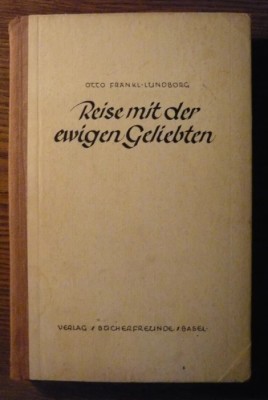 OTTO FRANKL-LUNDBORG
Reise mit der
ewigen Geliebten
VERLAG / BÜCHERFREUNDE / BASEL